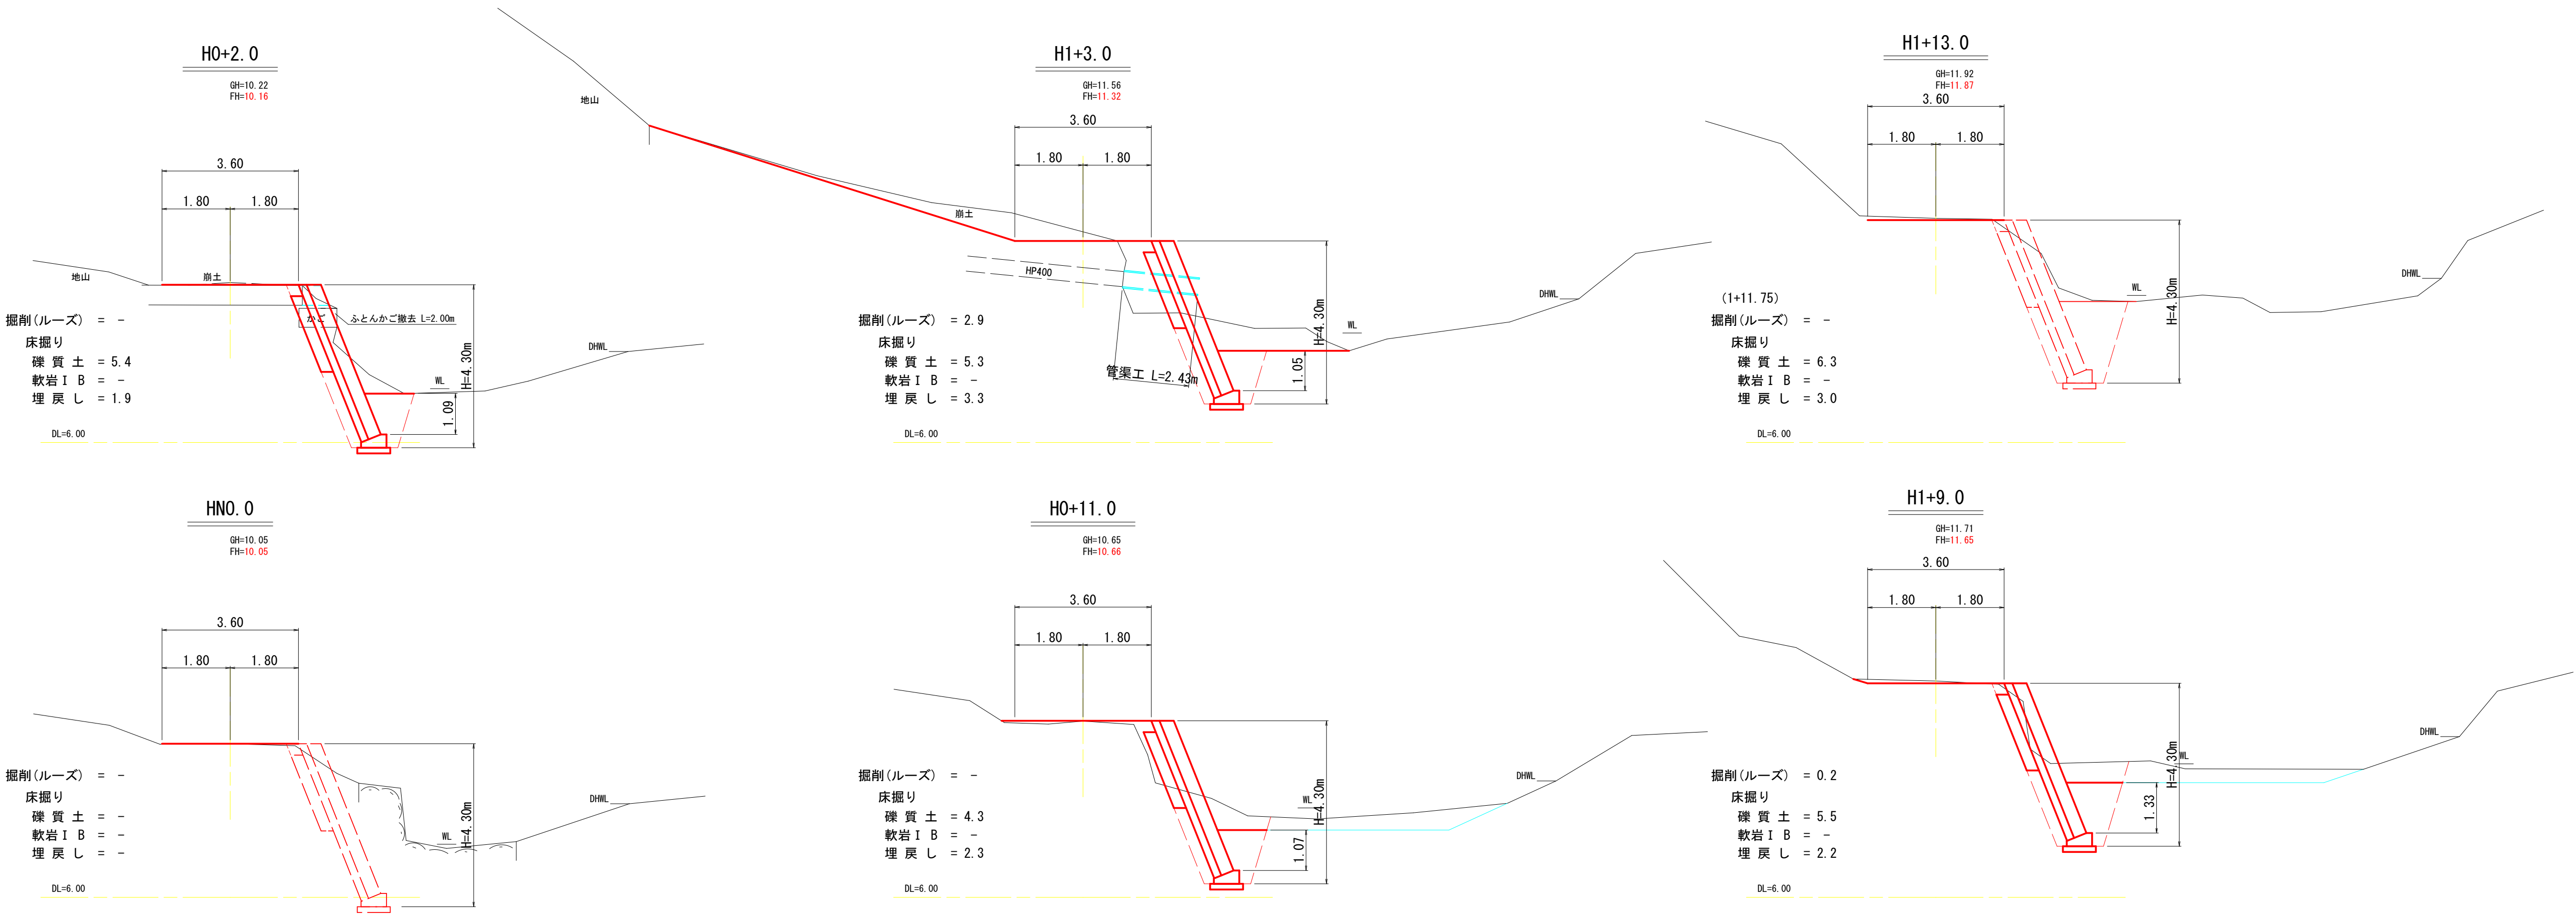 H0+2.0
GH=10.22
FH=10.16
3.60
1.80 1.80
地山
崩土
かご
ふとんかご撤去 L=2.00m
掘削(ルーズ) = -
床掘り
礫 質 土 = 5.4
軟岩Ⅰ B = -
埋 戻 し = 1.9
DHWL
WL
H=4.30m
1.09
DL=6.00
H1+3.0
GH=11.56
FH=11.32
3.60
1.80 1.80
地山
崩土
HP400
管渠工 L=2.43m
掘削(ルーズ) = 2.9
床掘り
礫 質 土 = 5.3
軟岩Ⅰ B = -
埋 戻 し = 3.3
DHWL
WL
H=4.30m
1.05
DL=6.00
H1+13.0
GH=11.92
FH=11.87
3.60
1.80 1.80
(1+11.75)
掘削(ルーズ) = -
床掘り
礫 質 土 = 6.3
軟岩Ⅰ B = -
埋 戻 し = 3.0
DHWL
WL
H=4.30m
DL=6.00
HNO.0
GH=10.05
FH=10.05
3.60
1.80 1.80
掘削(ルーズ) = -
床掘り
礫 質 土 = -
軟岩Ⅰ B = -
埋 戻 し = -
DHWL
WL
H=4.30m
DL=6.00
H0+11.0
GH=10.65
FH=10.66
3.60
1.80 1.80
掘削(ルーズ) = -
床掘り
礫 質 土 = 4.3
軟岩Ⅰ B = -
埋 戻 し = 2.3
DHWL
WL
H=4.30m
1.07
DL=6.00
H1+9.0
GH=11.71
FH=11.65
3.60
1.80 1.80
掘削(ルーズ) = 0.2
床掘り
礫 質 土 = 5.5
軟岩Ⅰ B = -
埋 戻 し = 2.2
DHWL
WL
H=4.30m
1.33
DL=6.00